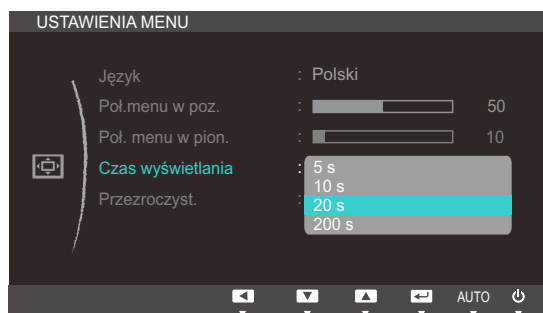 USTAWIENIA MENU
Język : Polski
Poł.menu w poz. : 50
Poł. menu w pion. : 10
Czas wyświetlania : 5 s
10 s
Przezroczyst. : 20 s
200 s
AUTO